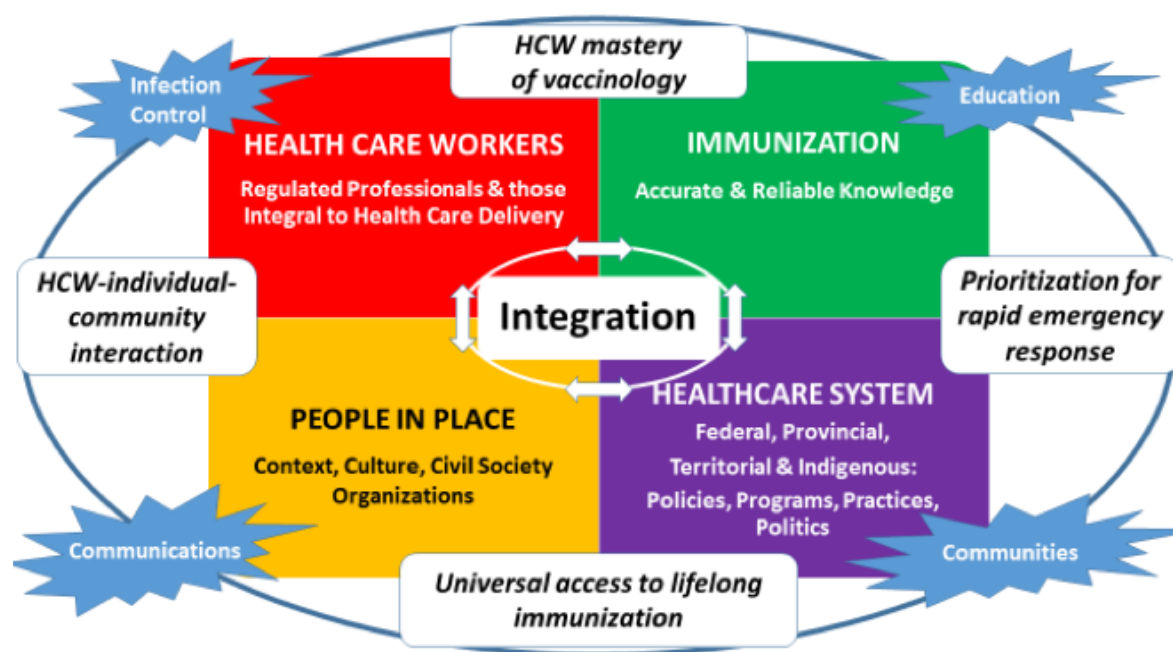 HCW mastery
of vaccinology
Infection
Control
Education
HEALTH CARE WORKERS
Regulated Professionals & those
Integral to Health Care Delivery
IMMUNIZATION
Accurate & Reliable Knowledge
HCW-individual-
community
interaction
Integration
Prioritization for
rapid emergency
response
PEOPLE IN PLACE
Context, Culture, Civil Society
Organizations
HEALTHCARE SYSTEM
Federal, Provincial,
Territorial & Indigenous:
Policies, Programs, Practices,
Politics
Communications
Communities
Universal access to lifelong
immunization